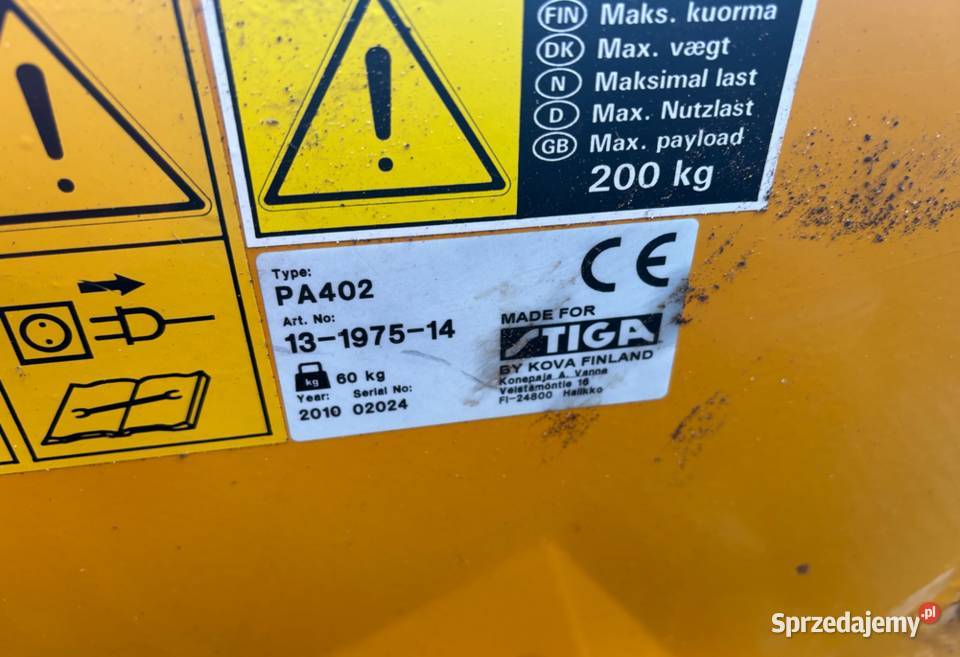 FIN Maks. kuorma
DK Max. vægt
N Maksimal last
D Max. Nutzlast
GB Max. payload
200 kg
Type:
PA402
Art. No:
13-1975-14
kg 60 kg
Year: Serial No:
2010 02024
CE
MADE FOR
STIGA
BY KOVA FINLAND
Konepaja A. Vanne
Veistämöntie 16
FI-24800 Halikko
Sprzedajemy.pl